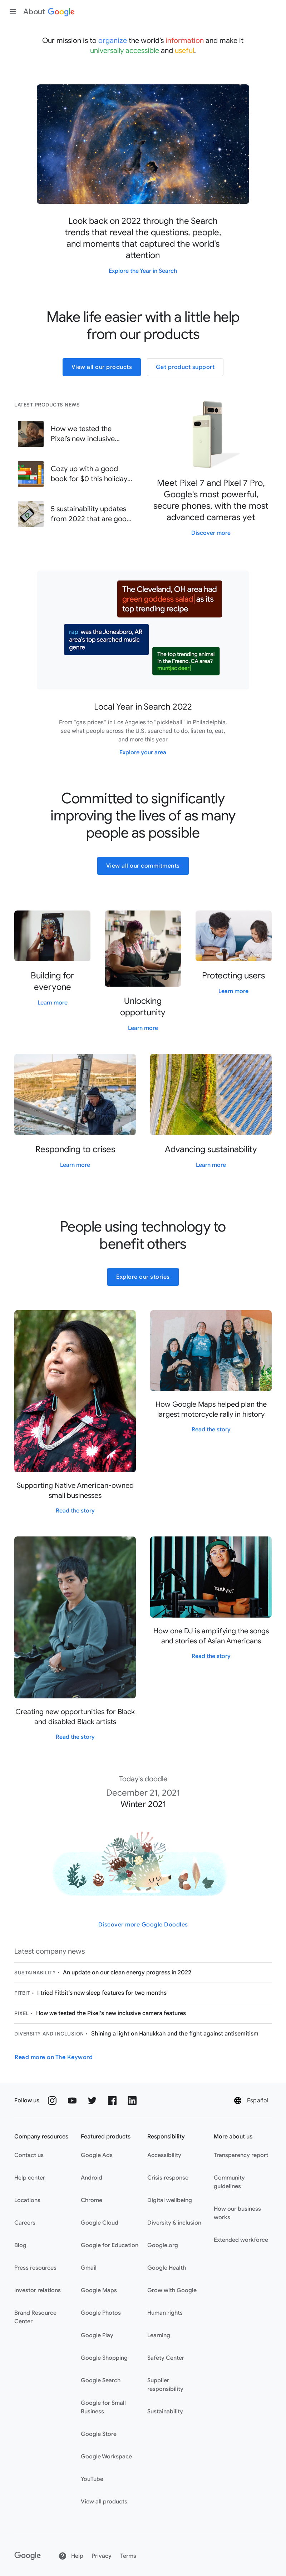 About Google
Our mission is to organize the world's information and make it
universally accessible and useful.
Look back on 2022 through the Search
trends that reveal the questions, people,
and moments that captured the world's
attention
Explore the Year in Search
Make life easier with a little help
from our products
View all our products
Get product support
LATEST PRODUCTS NEWS
How we tested the
Pixel's new inclusive...
Cozy up with a good
book for $0 this holiday...
5 sustainability updates
from 2022 that are goo...
Meet Pixel 7 and Pixel 7 Pro,
Google's most powerful,
secure phones, with the most
advanced cameras yet
Discover more
The Cleveland, OH area had
green goddess salad as its
top trending recipe
rap was the Jonesboro, AR
area's top searched music
genre
The top trending animal
in the Fresno, CA area?
muntjac deer
Local Year in Search 2022
From "gas prices" in Los Angeles to "pickleball" in Philadelphia,
see what people across the U.S. searched to do, listen to, eat,
and more this year
Explore your area
Committed to significantly
improving the lives of as many
people as possible
View all our commitments
Building for
everyone
Learn more
Unlocking
opportunity
Learn more
Protecting users
Learn more
Responding to crises
Learn more
Advancing sustainability
Learn more
People using technology to
benefit others
Explore our stories
Supporting Native American-owned
small businesses
Read the story
How Google Maps helped plan the
largest motorcycle rally in history
Read the story
Creating new opportunities for Black
and disabled Black artists
Read the story
How one DJ is amplifying the songs
and stories of Asian Americans
Read the story
Today's doodle
December 21, 2021
Winter 2021
Discover more Google Doodles
Latest company news
SUSTAINABILITY • An update on our clean energy progress in 2022
FITBIT • I tried Fitbit's new sleep features for two months
PIXEL • How we tested the Pixel's new inclusive camera features
DIVERSITY AND INCLUSION • Shining a light on Hanukkah and the fight against antisemitism
Read more on The Keyword
Follow us
Español
Company resources
Contact us
Help center
Locations
Careers
Blog
Press resources
Investor relations
Brand Resource
Center
Featured products
Google Ads
Android
Chrome
Google Cloud
Google for Education
Gmail
Google Maps
Google Photos
Google Play
Google Shopping
Google Search
Google for Small
Business
Google Store
Google Workspace
YouTube
View all products
Responsibility
Accessibility
Crisis response
Digital wellbeing
Diversity & inclusion
Google.org
Google Health
Grow with Google
Human rights
Learning
Safety Center
Supplier
responsibility
Sustainability
More about us
Transparency report
Community
guidelines
How our business
works
Extended workforce
Google
Help
Privacy
Terms